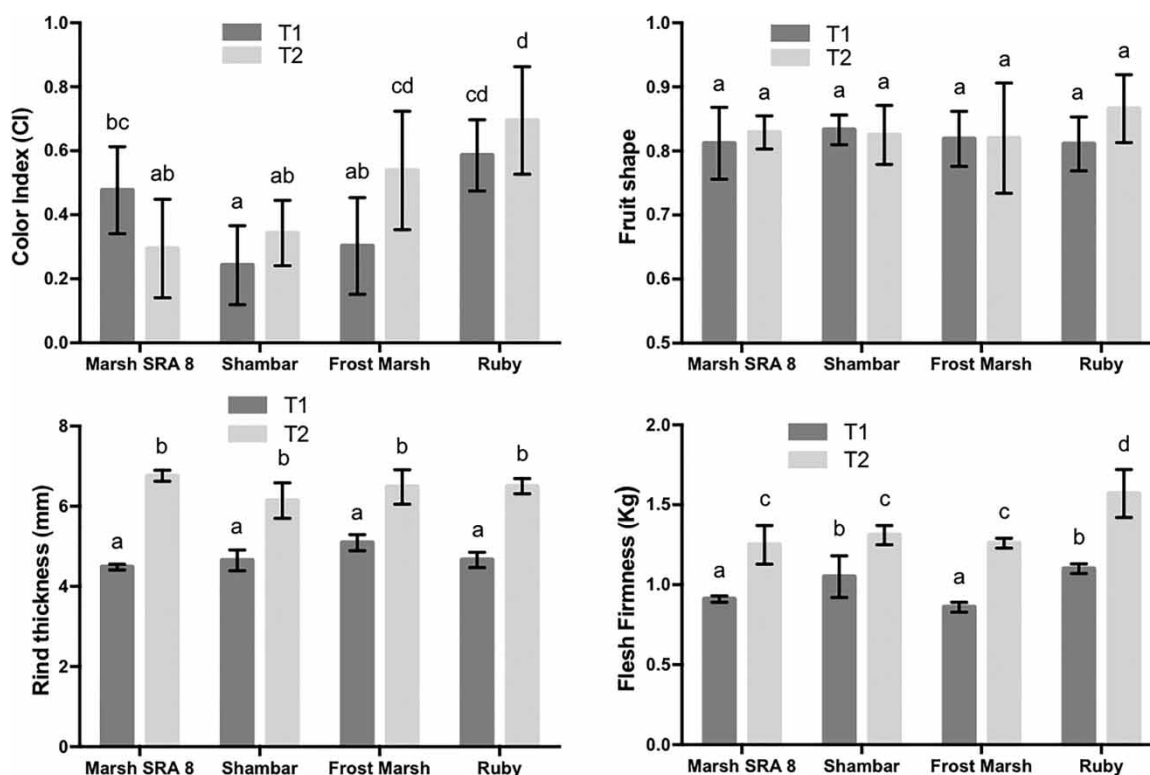 Color Index (CI)
1.0
0.8
0.6
0.4
0.2
0.0
T1
T2
bc
ab
a
ab
ab
cd
cd
d
Marsh SRA 8 Shambar Frost Marsh Ruby
Fruit shape
1.0
0.9
0.8
0.7
0.6
0.5
T1
T2
a
a
a
a
a
a
a
a
Marsh SRA 8 Shambar Frost Marsh Ruby
Rind thickness (mm)
8
6
4
2
0
T1
T2
a
b
a
b
a
b
a
b
Marsh SRA 8 Shambar Frost Marsh Ruby
Flesh Firmness (Kg)
2.0
1.5
1.0
0.5
0.0
T1
T2
a
c
b
c
a
c
b
d
Marsh SRA 8 Shambar Frost Marsh Ruby